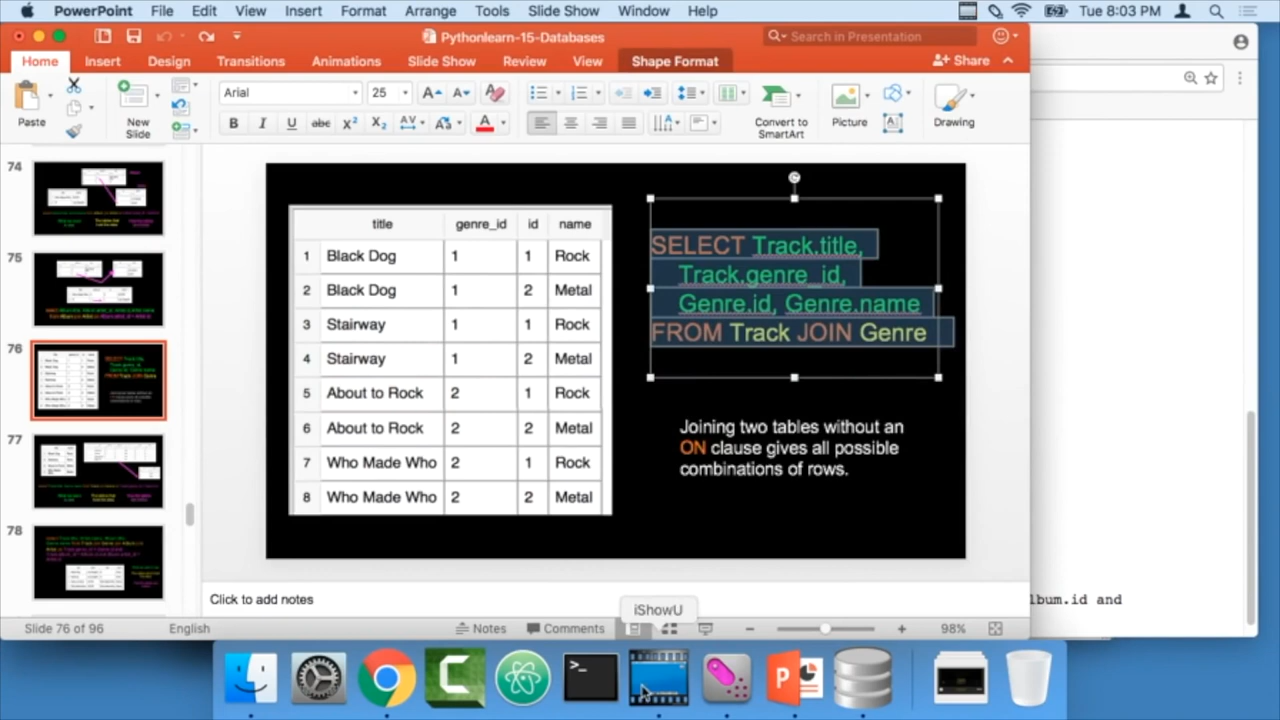 PowerPoint File Edit View Insert Format Arrange Tools Slide Show Window Help Tue 8:03 PM
Pythonlearn-15-Databases
Search in Presentation
Home Insert Design Transitions Animations Slide Show Review View Shape Format Share
Paste
New
Slide
Arial 25
B I U abc X² X₂ AV Aa A
Convert to
SmartArt
Picture
Drawing
74
75
76
77
78
title genre_id id name
1 Black Dog 1 1 Rock
2 Black Dog 1 2 Metal
3 Stairway 1 1 Rock
4 Stairway 1 2 Metal
5 About to Rock 2 1 Rock
6 About to Rock 2 2 Metal
7 Who Made Who 2 1 Rock
8 Who Made Who 2 2 Metal
SELECT Track.title,
Track.genre_id,
Genre.id, Genre.name
FROM Track JOIN Genre
Joining two tables without an
ON clause gives all possible
combinations of rows.
Click to add notes
lbum.id and
iShowU
Slide 76 of 96 English Notes Comments 98%